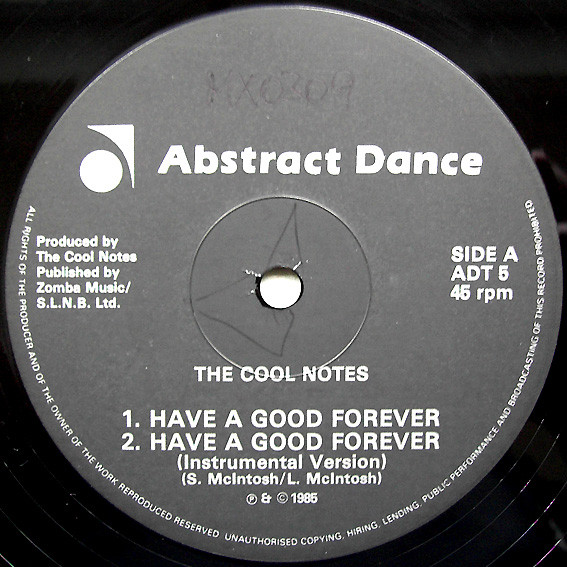 Abstract Dance
Produced by
The Cool Notes
Published by
Zomba Music/
S.L.N.B. Ltd.
SIDE A
ADT 5
45 rpm
THE COOL NOTES
1. HAVE A GOOD FOREVER
2. HAVE A GOOD FOREVER
(Instrumental Version)
(S. McIntosh/L. McIntosh)
℗ & © 1985
ALL RIGHTS OF THE PRODUCER AND OF THE OWNER OF THE WORK REPRODUCED RESERVED. UNAUTHORISED COPYING, HIRING, LENDING, PUBLIC PERFORMANCE AND BROADCASTING OF THIS RECORD PROHIBITED